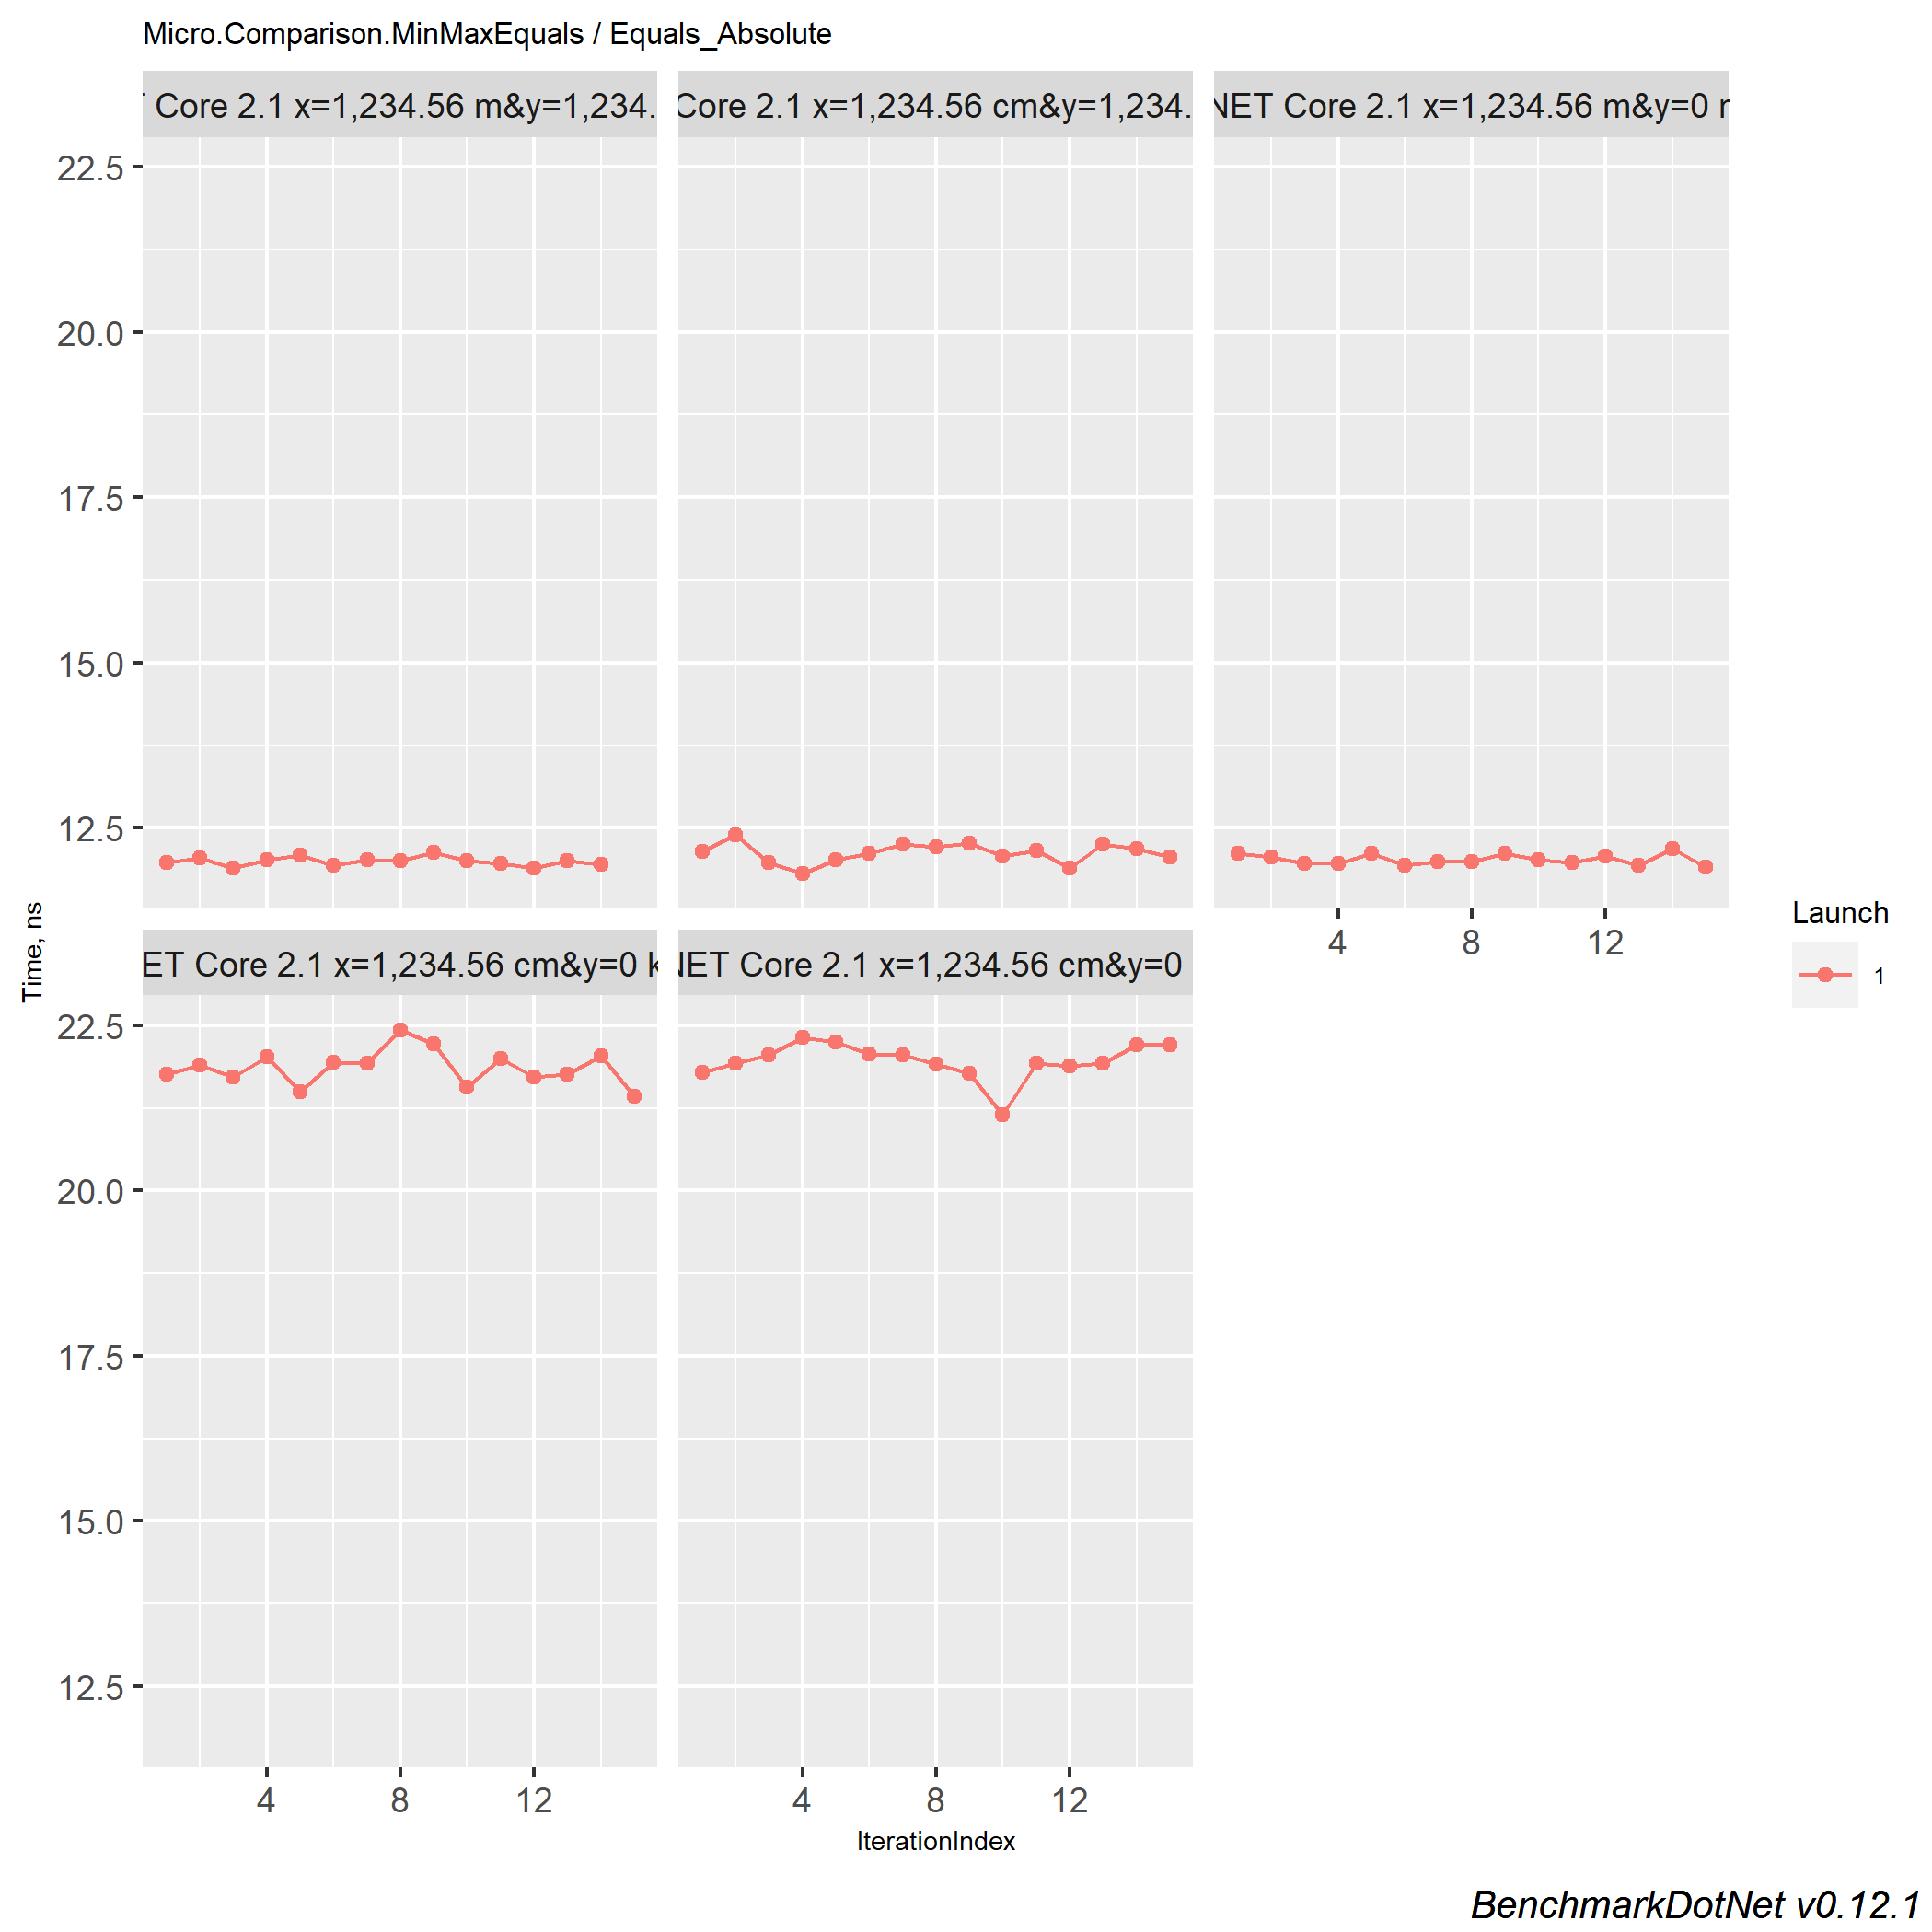 Micro.Comparison.MinMaxEquals / Equals_Absolute
Core 2.1 x=1,234.56 m&y=1,234.
Core 2.1 x=1,234.56 cm&y=1,234.
NET Core 2.1 x=1,234.56 m&y=0
22.5
20.0
17.5
15.0
12.5
4
8
12
Time, ns
Launch
1
ET Core 2.1 x=1,234.56 cm&y=0 k
NET Core 2.1 x=1,234.56 cm&y=0
22.5
20.0
17.5
15.0
12.5
4
8
12
4
8
12
IterationIndex
BenchmarkDotNet v0.12.1